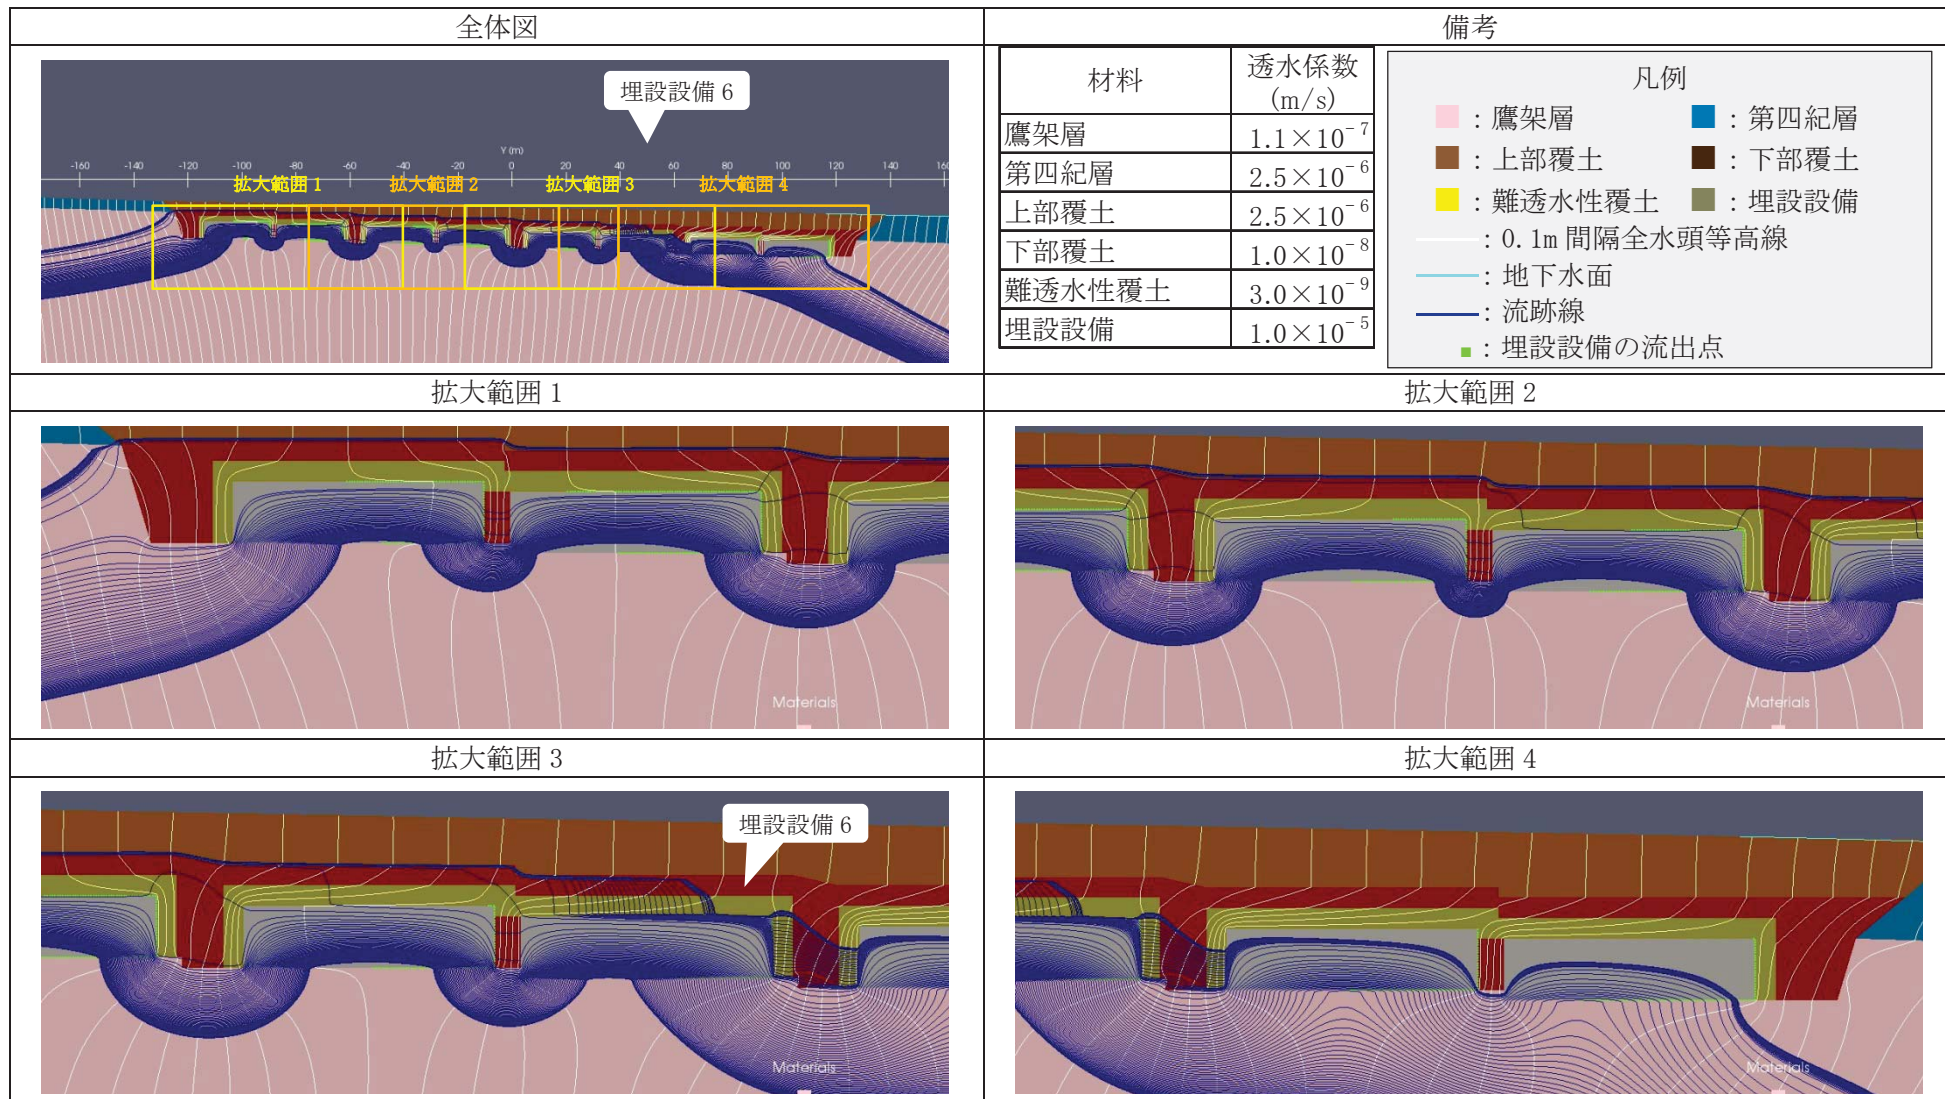 全体図
備考
埋設設備 6
Y (m)
-160 -140 -120 -100 -80 -60 -40 -20 0 20 40 60 80 100 120 140 160
拡大範囲 1 拡大範囲 2 拡大範囲 3 拡大範囲 4
材料 透水係数
(m/s)
鷹架層 1.1×10⁻⁷
第四紀層 2.5×10⁻⁶
上部覆土 2.5×10⁻⁶
下部覆土 1.0×10⁻⁸
難透水性覆土 3.0×10⁻⁹
埋設設備 1.0×10⁻⁵
凡例
：鷹架層 ：第四紀層
：上部覆土 ：下部覆土
：難透水性覆土 ：埋設設備
：0.1m 間隔全水頭等高線
：地下水面
：流跡線
：埋設設備の流出点
拡大範囲 1
拡大範囲 2
Materials
Materials
拡大範囲 3
拡大範囲 4
埋設設備 6
Materials
Materials